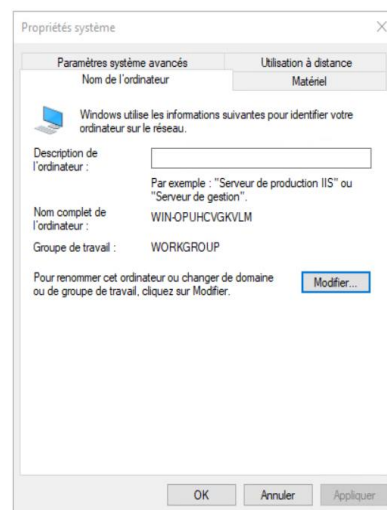 Propriétés système
Paramètres système avancés
Utilisation à distance
Nom de l'ordinateur
Matériel
Windows utilise les informations suivantes pour identifier votre
ordinateur sur le réseau.
Description de
l'ordinateur :
Par exemple : "Serveur de production IIS" ou
"Serveur de gestion".
Nom complet de
l'ordinateur :
WIN-OPUHCVGKVLM
Groupe de travail :
WORKGROUP
Pour renommer cet ordinateur ou changer de domaine
ou de groupe de travail, cliquez sur Modifier.
Modifier...
OK
Annuler
Appliquer